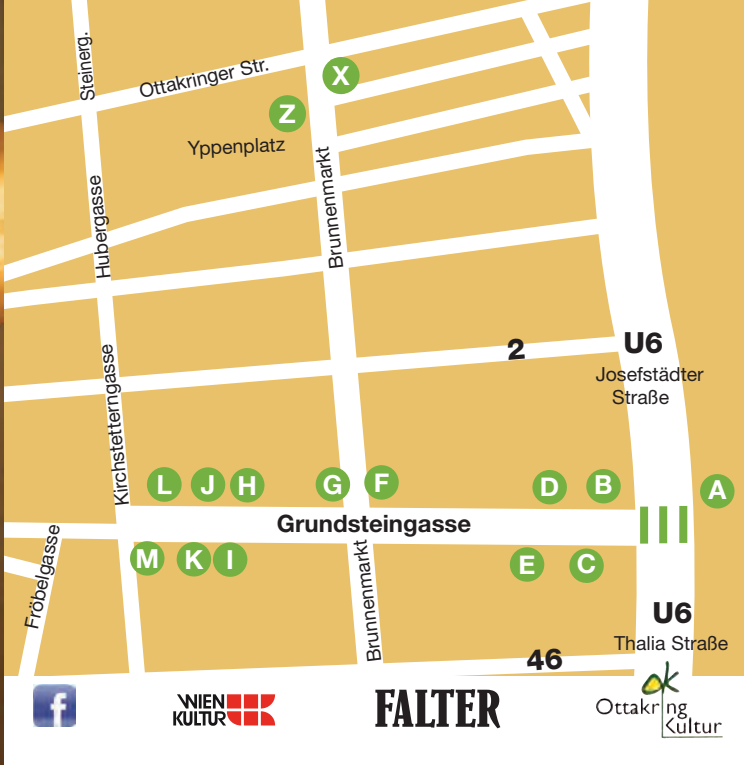 Steinerg.
Ottakringer Str.
X
Z
Yppenplatz
Brunnenmarkt
Hubergasse
2
U6
Josefstädter
Straße
Kirchstetterngasse
L
J
H
G
F
D
B
A
Grundsteingasse
M
K
I
E
C
Fröbelgasse
Brunnenmarkt
U6
Thalia Straße
46
f
WIEN
KULTUR
FALTER
ok
Ottakring
Kultur